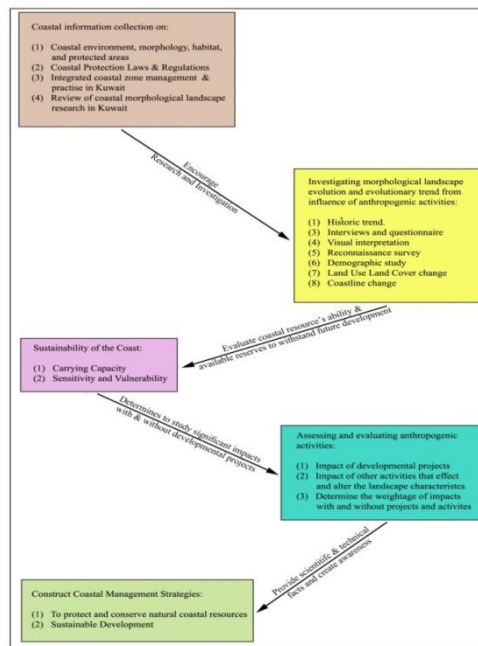 Coastal information collection on:
(1) Coastal environment, morphology, habitat,
and protected areas
(2) Coastal Protection Laws & Regulations
(3) Integrated coastal zone management &
practise in Kuwait
(4) Review of coastal morphological landscape
research in Kuwait
Encourage
Research and Investigation
Investigating morphological landscape
evolution and evolutionary trend from
influence of anthropogenic activities:
(1) Historic trend.
(3) Interviews and questionnaire
(4) Visual interpretation
(5) Reconnaissance survey
(6) Demographic study
(7) Land Use Land Cover change
(8) Coastline change
Evaluate coastal resource's ability &
available reserves to withstand future development
Sustainability of the Coast:
(1) Carrying Capacity
(2) Sensitivity and Vulnerability
Determines to study significant impacts
with & without developmental projects
Assessing and evaluating anthropogenic
activities:
(1) Impact of developmental projects
(2) Impact of other activities that effect
and alter the landscape characteristcs
(3) Determine the weightage of impacts
with and without projects and activites
Provide scientifc & technical
facts and create awareness
Construct Coastal Management Strategies:
(1) To protect and conserve natural coastal resources
(2) Sustainable Development